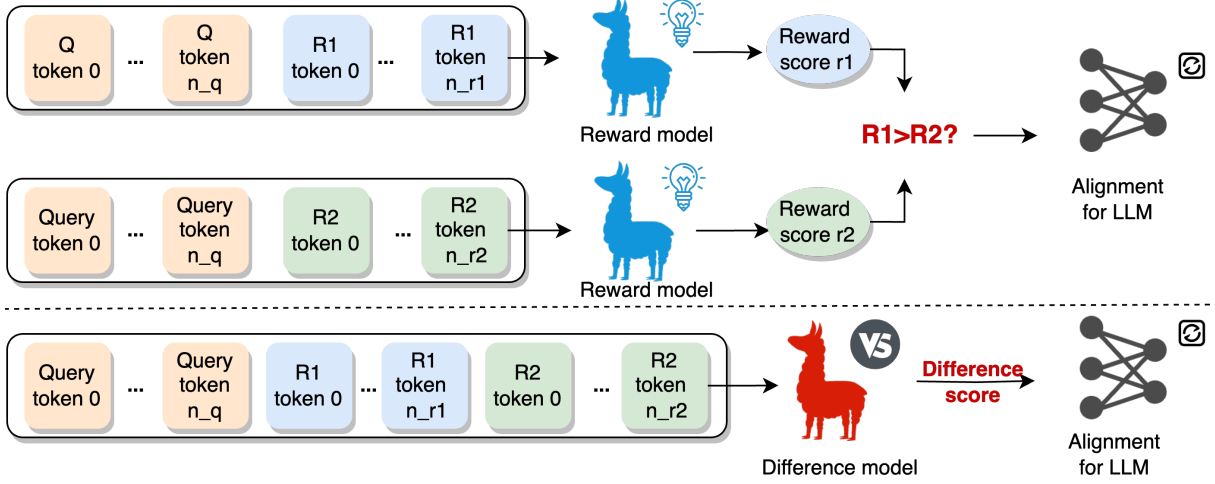 Q
token 0
...
Q
token
n_q
R1
token 0
...
R1
token
n_r1
Reward model
Reward
score r1
R1>R2?
Alignment
for LLM
Query
token 0
...
Query
token
n_q
R2
token 0
...
R2
token
n_r2
Reward model
Reward
score r2
Query
token 0
...
Query
token
n_q
R1
token 0
...
R1
token
n_r1
R2
token 0
...
R2
token
n_r2
VS
Difference model
Difference
score
Alignment
for LLM